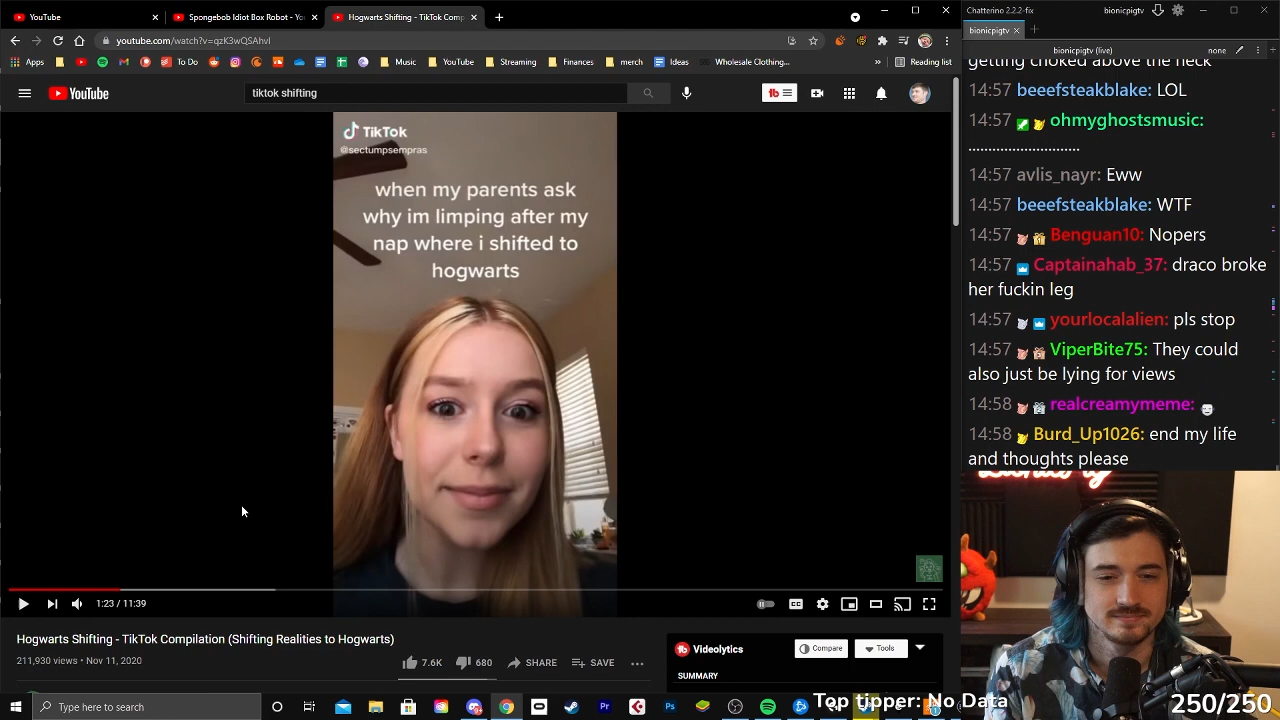 YouTube
Spongebob Idiot Box Robot - Yo
Hogwarts Shifting - TikTok Comp
youtube.com/watch?v=qzK3wQSAhvI
Apps
To Do
Music
YouTube
Streaming
Finances
merch
Ideas
Wholesale Clothing...
Reading list
YouTube
tiktok shifting
TikTok
@sectumpsempras
when my parents ask
why im limping after my
nap where i shifted to
hogwarts
1:23 / 11:39
Hogwarts Shifting - TikTok Compilation (Shifting Realities to Hogwarts)
211,930 views • Nov 11, 2020
7.6K
680
SHARE
SAVE
Videolytics
Compare
Tools
SUMMARY
Type here to search
Chatterino 2.2.2-fix
bionicpigtv
bionicpigtv
bionicpigtv (live)
none
getting choked above the neck
14:57 beeefsteakblake: LOL
14:57 ohmyghostsmusic:
............................
14:57 avlis_nayr: Eww
14:57 beeefsteakblake: WTF
14:57 Benguan10: Nopers
14:57 Captainahab_37: draco broke
her fuckin leg
14:57 yourlocalalien: pls stop
14:57 ViperBite75: They could
also just be lying for views
14:58 realcreamymeme:
14:58 Burd_Up1026: end my life
and thoughts please
Top tipper: No Data
250/250